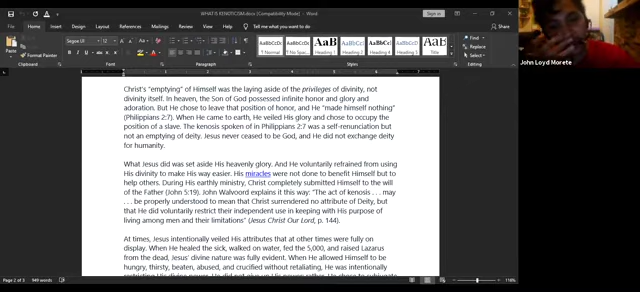 WHAT IS KENOTICISM.docx [Compatibility Mode] - Word
Sign in
File Home Insert Design Layout References Mailings Review View Help Tell me what you want to do
Share
Paste
Format Painter
Segoe UI 12
AaBbCcDc AaBbCcDc AaBbC AaBbCc AaBbCc AaBbCcD AaB
1 Normal 1 No Spac... Heading 1 Heading 2 Heading 3 Title
Find
Replace
Select
Clipboard Font Paragraph Styles Editing
John Loyd Morete
Christ's "emptying" of Himself was the laying aside of the privileges of divinity, not
divinity itself. In heaven, the Son of God possessed infinite honor and glory and
adoration. But He chose to leave that position of honor, and He "made himself nothing"
(Philippians 2:7). When He came to earth, He veiled His glory and chose to occupy the
position of a slave. The kenosis spoken of in Philippians 2:7 was a self-renunciation but
not an emptying of deity. Jesus never ceased to be God, and He did not exchange deity
for humanity.
What Jesus did was set aside His heavenly glory. And He voluntarily refrained from using
His divinity to make His way easier. His miracles were not done to benefit Himself but to
help others. During His earthly ministry, Christ completely submitted Himself to the will
of the Father (John 5:19). John Walvoord explains it this way: "The act of kenosis . . . may
. . . be properly understood to mean that Christ surrendered no attribute of Deity, but
that He did voluntarily restrict their independent use in keeping with His purpose of
living among men and their limitations" (Jesus Christ Our Lord, p. 144).
At times, Jesus intentionally veiled His attributes that at other times were fully on
display. When He healed the sick, walked on water, fed the 5,000, and raised Lazarus
from the dead, Jesus' divine nature was fully evident. When He allowed Himself to be
hungry, thirsty, beaten, abused, and crucified without retaliating, He was intentionally
Page 2 of 3 949 words
118%